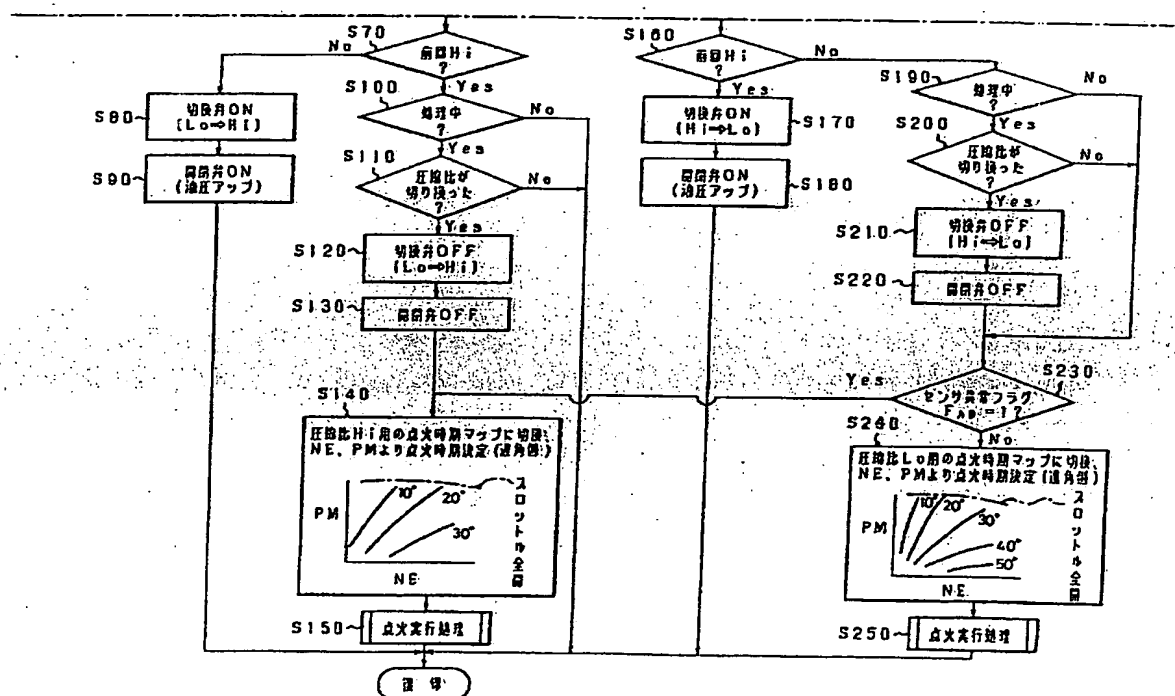 S70
No
前回Hi
?
Yes
S80
切換弁ON
(Lo⇒Hi)
S90
開閉弁ON
(油圧アップ)
S100
処理中
?
No
Yes
S110
圧縮比が
切り換った
?
No
Yes
S120
切換弁OFF
(Lo⇒Hi)
S130
開閉弁OFF
S140
圧縮比Hi用の点火時期マップに切換、
NE、PMより点火時期決定(遅角側)
PM
10°
20°
30°
スロットル全開
NE
S150
点火実行処理
復帰
S160
前回Hi
?
No
Yes
切換弁ON
(Hi⇒Lo)
S170
開閉弁ON
(油圧アップ)
S180
S190
処理中
?
No
Yes
S200
圧縮比が
切り換った
?
No
Yes
S210
切換弁OFF
(Hi⇒Lo)
S220
開閉弁OFF
S230
Yes
センサ異常フラグ
=1?
No
S240
圧縮比Lo用の点火時期マップに切換、
NE、PMより点火時期決定(進角側)
PM
10°
20°
30°
40°
50°
スロットル全開
NE
S250
点火実行処理